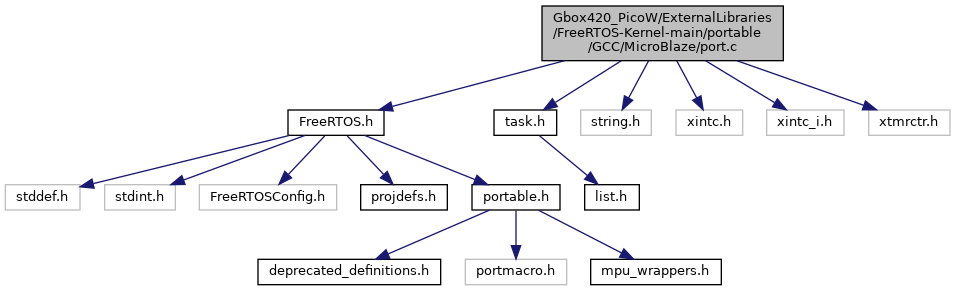 Gbox420_PicoW/ExternalLibraries
/FreeRTOS-Kernel-main/portable
/GCC/MicroBlaze/port.c
FreeRTOS.h
task.h
string.h
xintc.h
xintc_i.h
xtmrctr.h
stddef.h
stdint.h
FreeRTOSConfig.h
projdefs.h
portable.h
list.h
deprecated_definitions.h
portmacro.h
mpu_wrappers.h